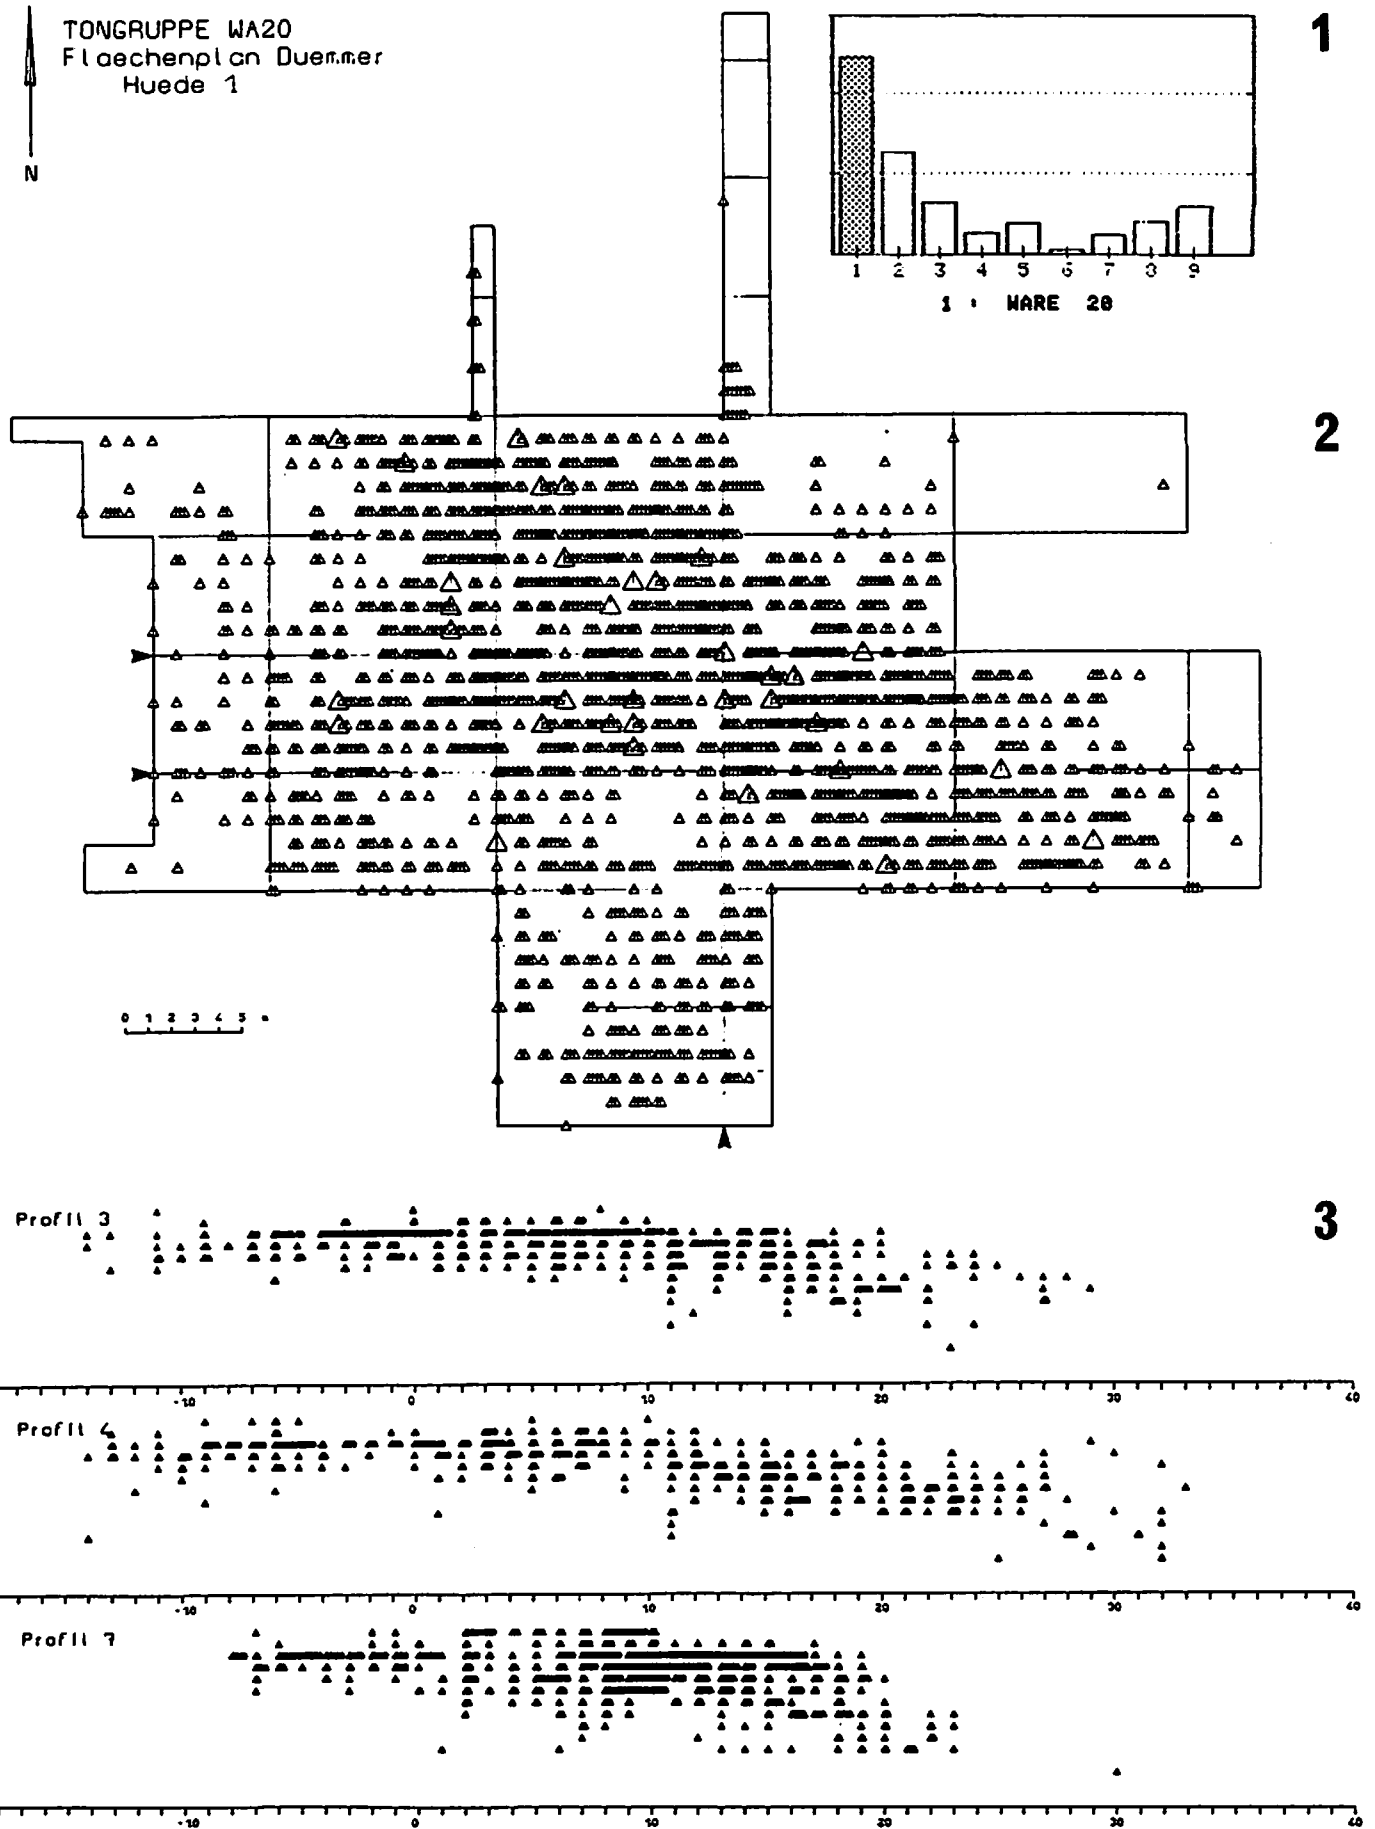 TONGRUPPE WA20
Flaechenplan Duemmer
Huede 1
N
1
1 2 3 4 5 6 7 8 9
1 : WARE 20
2
0 1 2 3 4 5 m
3
Profil 3
-10 0 10 20 30 40
Profil 4
-10 0 10 20 30 40
Profil 7
-10 0 10 20 30 40